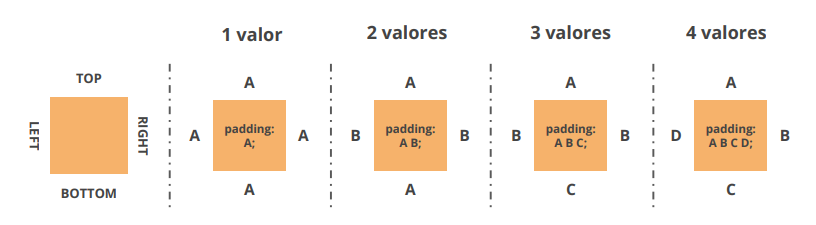 1 valor
2 valores
3 valores
4 valores
TOP
LEFT
RIGHT
BOTTOM
A
A
padding:
A;
A
A
A
B
padding:
A B;
B
A
A
B
padding:
A B C;
B
C
A
D
padding:
A B C D;
B
C